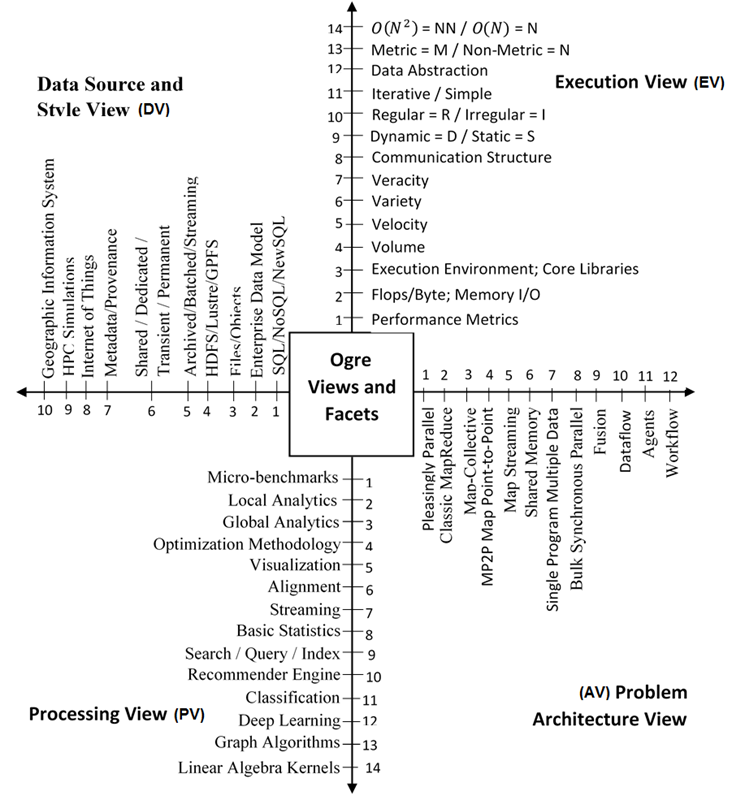 Data Source and
Style View (DV)
Execution View (EV)
14 O(N²) = NN / O(N) = N
13 Metric = M / Non-Metric = N
12 Data Abstraction
11 Iterative / Simple
10 Regular = R / Irregular = I
9 Dynamic = D / Static = S
8 Communication Structure
7 Veracity
6 Variety
5 Velocity
4 Volume
3 Execution Environment; Core Libraries
2 Flops/Byte; Memory I/O
1 Performance Metrics
Geographic Information System
HPC Simulations
Internet of Things
Metadata/Provenance
Shared / Dedicated /
Transient / Permanent
Archived/Batched/Streaming
HDFS/Lustre/GPFS
Files/Objects
Enterprise Data Model
SQL/NoSQL/NewSQL
10 9 8 7 6 5 4 3 2 1
Ogre
Views and
Facets
1 2 3 4 5 6 7 8 9 10 11 12
Pleasingly Parallel
Classic MapReduce
Map-Collective
MP2P Map Point-to-Point
Map Streaming
Shared Memory
Single Program Multiple Data
Bulk Synchronous Parallel
Fusion
Dataflow
Agents
Workflow
Micro-benchmarks 1
Local Analytics 2
Global Analytics 3
Optimization Methodology 4
Visualization 5
Alignment 6
Streaming 7
Basic Statistics 8
Search / Query / Index 9
Recommender Engine 10
Classification 11
Deep Learning 12
Graph Algorithms 13
Linear Algebra Kernels 14
Processing View (PV)
(AV) Problem
Architecture View